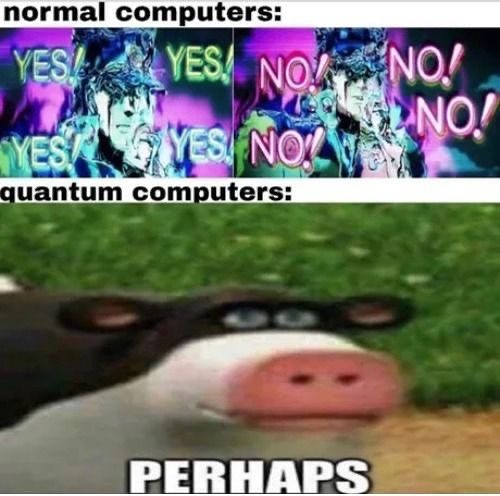 normal computers:
YES! YES!
YES! YES!
NO! NO!
NO! NO!
quantum computers:
PERHAPS